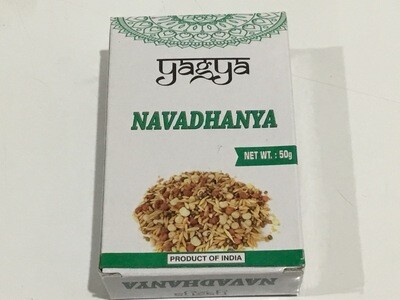 yagya
NAVADHANYA
NET WT. : 50g
PRODUCT OF INDIA
NAVADHANYA